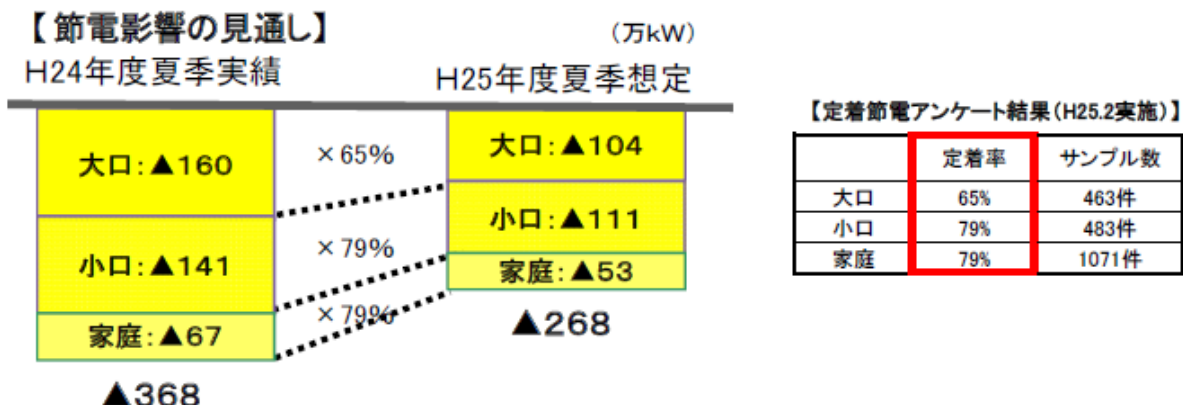 【節電影響の見通し】
(万kW)
H24年度夏季実績
H25年度夏季想定
大口:▲160
×65%
大口:▲104
小口:▲141
×79%
小口:▲111
家庭:▲67
×79%
家庭:▲53
▲368
▲268
【定着節電アンケート結果(H25.2実施)】
定着率 サンプル数
大口 65% 463件
小口 79% 483件
家庭 79% 1071件